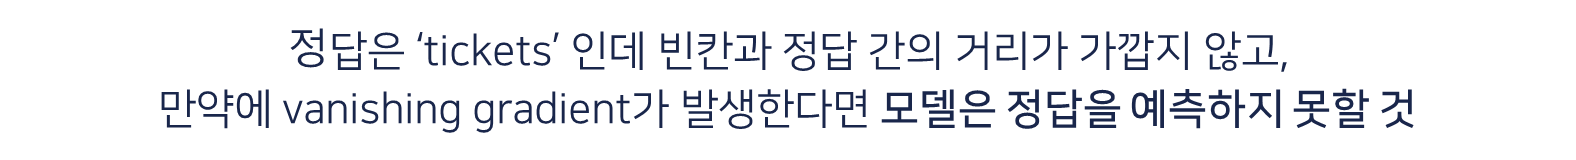 정답은 ‘tickets’ 인데 빈칸과 정답 간의 거리가 가깝지 않고,
만약에 vanishing gradient가 발생한다면 모델은 정답을 예측하지 못할 것